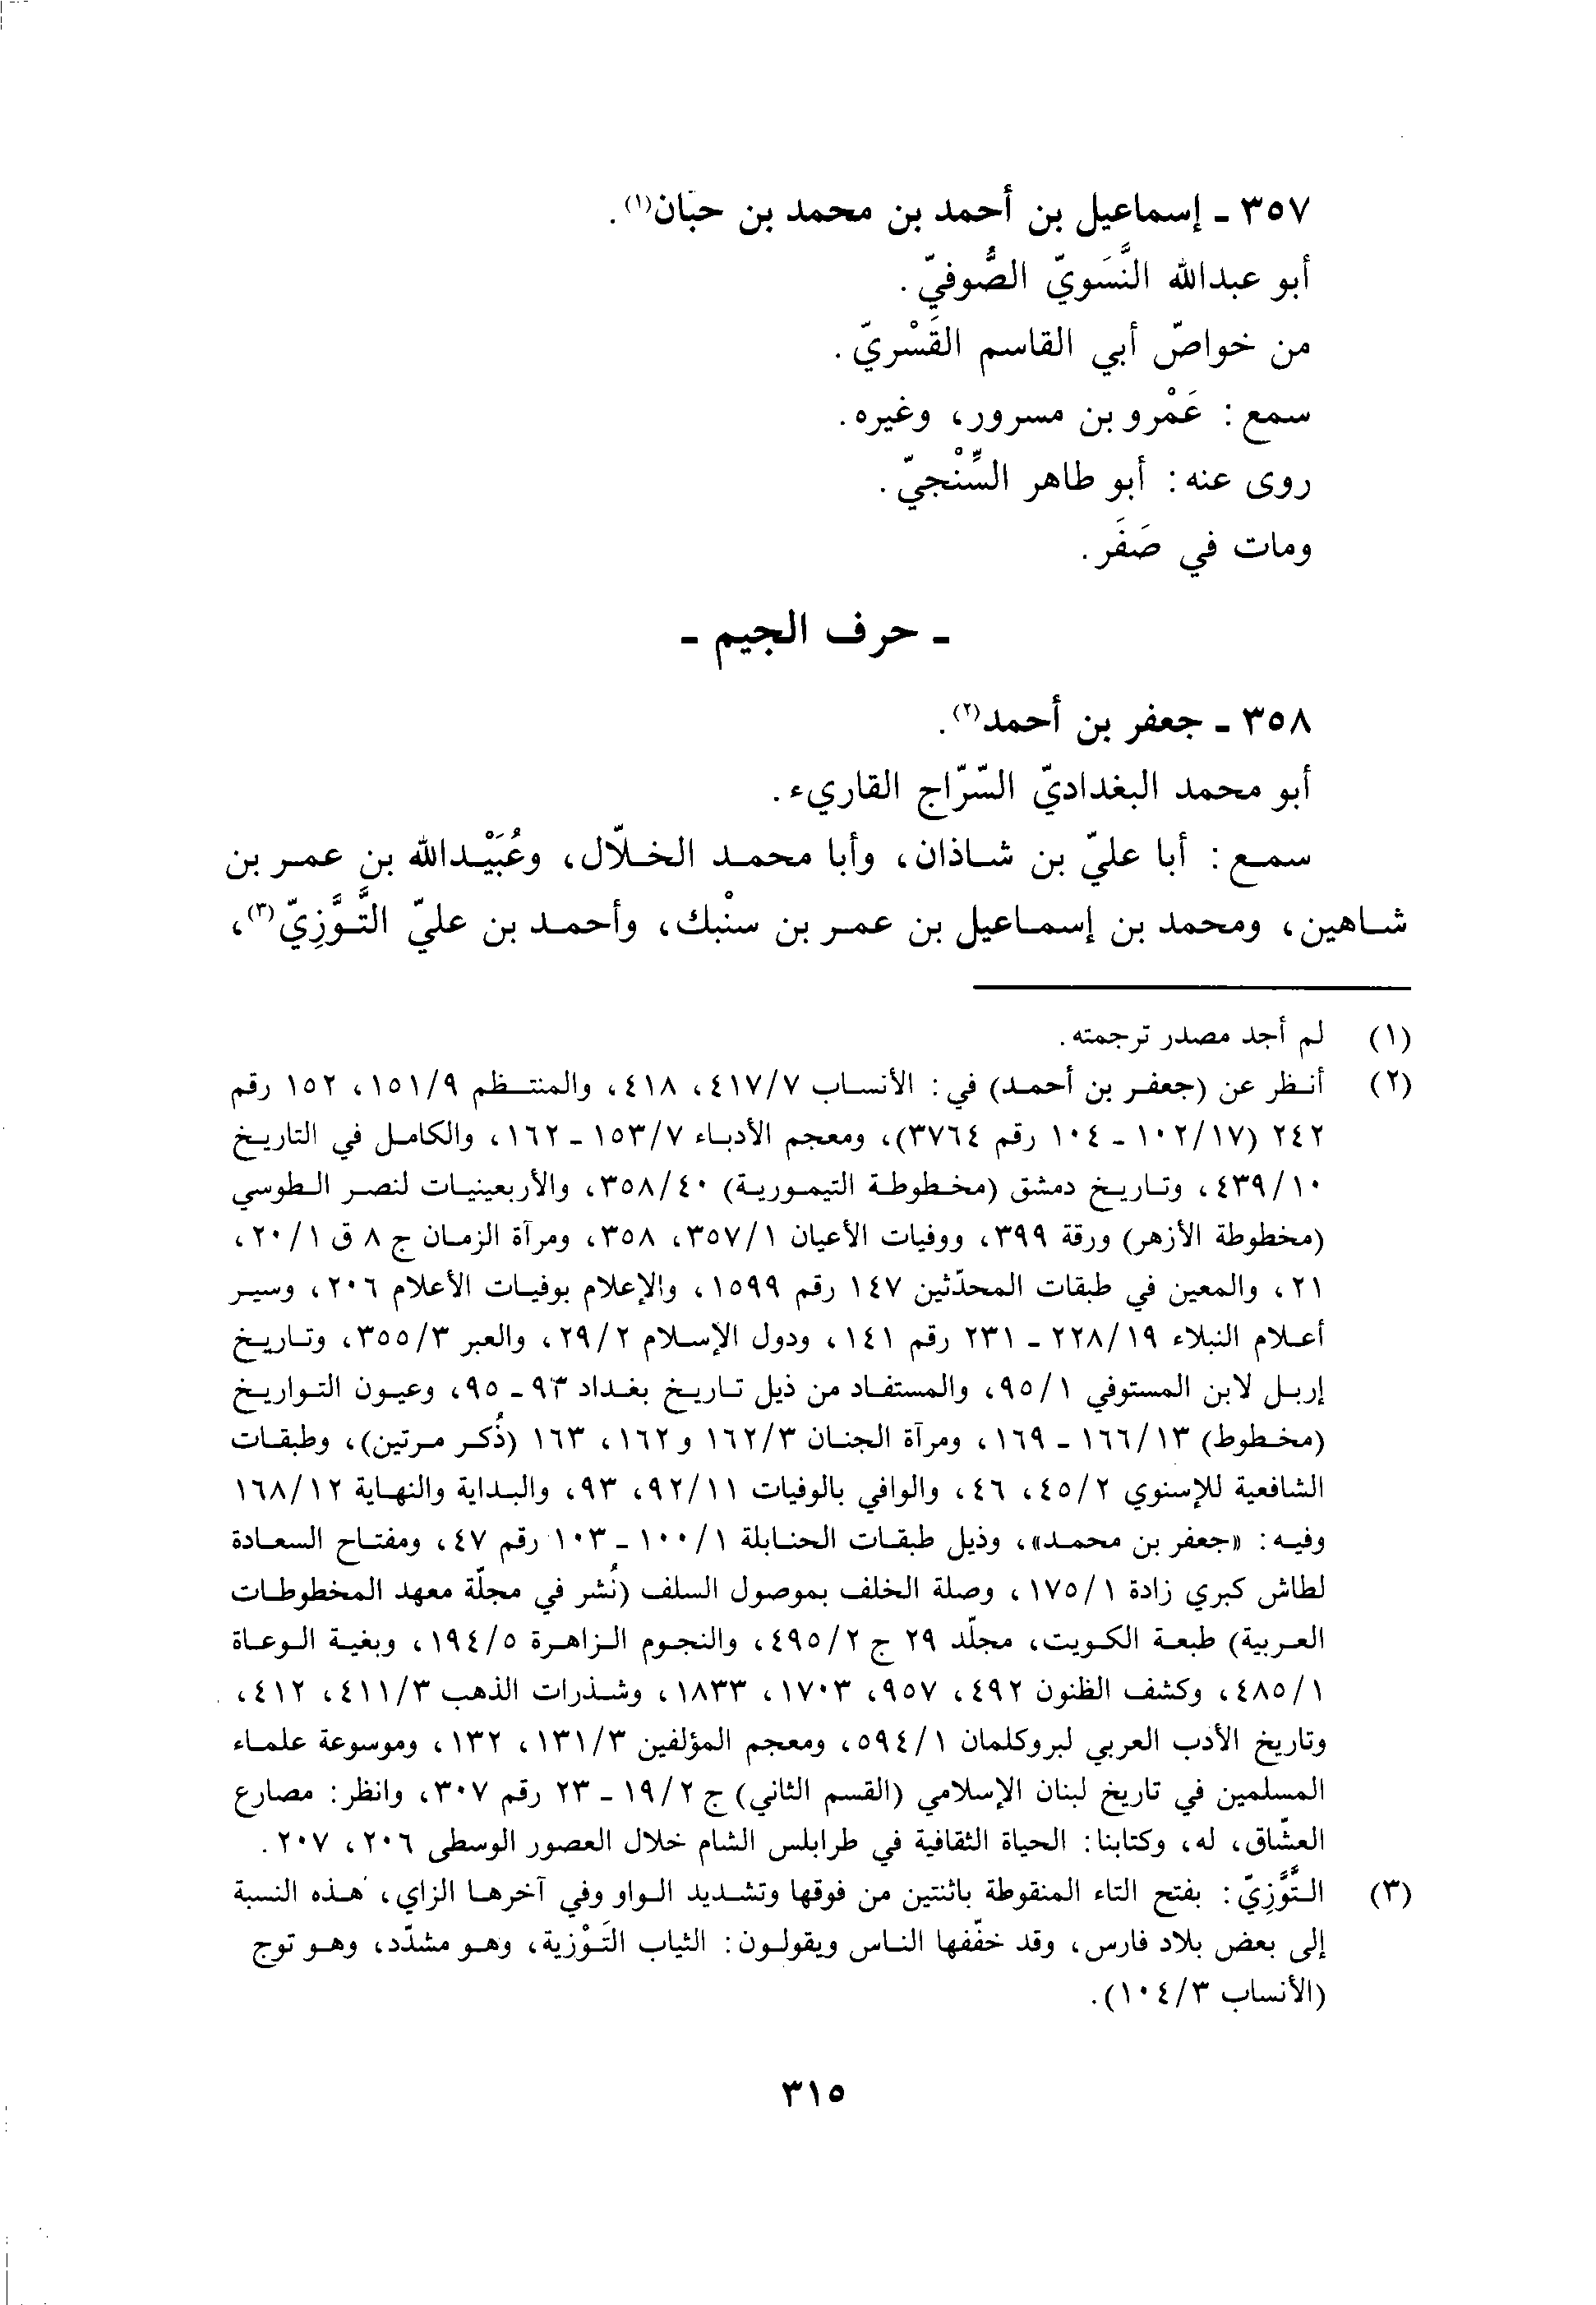 ٣٥٧ - إسماعيل بن أحمد بن محمد بن حبّان(١).
أبو عبدالله النَّسَويّ الصُّوفيّ.
من خواصّ أبي القاسم القَسْريّ.
سمع: عَمْرو بن مسرور، وغيره.
روى عنه: أبو طاهر السِّنْجيّ.
ومات في صَفَر.
- حرف الجيم -
٣٥٨ - جعفر بن أحمد(٢).
أبو محمد البغداديّ السّرّاج القاريء.
سمع: أبا عليّ بن شاذان، وأبا محمد الخلّال، وعُبَيْدالله بن عمر بن
شاهين، ومحمد بن إسماعيل بن عمر بن سنْبك، وأحمد بن عليّ التَّوَّزِيّ(٣)،
(١) لم أجد مصدر ترجمته.
(٢) أنظر عن (جعفر بن أحمد) في: الأنساب ٤١٧/٧، ٤١٨، والمنتظم ١٥١/٩، ١٥٢ رقم
٢٤٢ (١٠٢/١٧ - ١٠٤ رقم ٣٧٦٤)، ومعجم الأدباء ١٥٣/٧ - ١٦٢، والكامل في التاريخ
٤٣٩/١٠، وتاريخ دمشق (مخطوطة التيمورية) ٣٥٨/٤٠، والأربعينيات لنصر الطوسي
(مخطوطة الأزهر) ورقة ٣٩٩، ووفيات الأعيان ٣٥٧/١، ٣٥٨، ومرآة الزمان ج ٨ ق ٢٠/١،
٢١، والمعين في طبقات المحدّثين ١٤٧ رقم ١٥٩٩، والإعلام بوفيات الأعلام ٢٠٦، وسير
أعلام النبلاء ٢٢٨/١٩ - ٢٣١ رقم ١٤١، ودول الإسلام ٢٩/٢، والعبر ٣٥٥/٣، وتاريخ
إربل لابن المستوفي ٩٥/١، والمستفاد من ذيل تاريخ بغداد ٩٣ - ٩٥، وعيون التواريخ
(مخطوط) ١٦٦/١٣ - ١٦٩، ومرآة الجنان ١٦٢/٣ و ١٦٢، ١٦٣ (ذُكر مرتين)، وطبقات
الشافعية للإسنوي ٤٥/٢، ٤٦، والوافي بالوفيات ٩٢/١١، ٩٣، والبداية والنهاية ١٦٨/١٢
وفيه: «جعفر بن محمد»، وذيل طبقات الحنابلة ١٠٠/١ - ١٠٣ رقم ٤٧، ومفتاح السعادة
لطاش كبري زادة ١٧٥/١، وصلة الخلف بموصول السلف (نُشر في مجلّة معهد المخطوطات
العربية) طبعة الكويت، مجلّد ٢٩ ج ٤٩٥/٢، والنجوم الزاهرة ١٩٤/٥، وبغية الوعاة
٤٨٥/١، وكشف الظنون ٤٩٢، ٩٥٧، ١٧٠٣، ١٨٣٣، وشذرات الذهب ٤١١/٣، ٤١٢،
وتاريخ الأدب العربي لبروكلمان ٥٩٤/١، ومعجم المؤلفين ١٣١/٣، ١٣٢، وموسوعة علماء
المسلمين في تاريخ لبنان الإسلامي (القسم الثاني) ج ١٩/٢ - ٢٣ رقم ٣٠٧، وانظر: مصارع
العشّاق، له، وكتابنا: الحياة الثقافية في طرابلس الشام خلال العصور الوسطى ٢٠٦، ٢٠٧.
(٣) التَّوَّزِيّ: بفتح التاء المنقوطة باثنتين من فوقها وتشديد الواو وفي آخرها الزاي، هذه النسبة
إلى بعض بلاد فارس، وقد خفّفها الناس ويقولون: الثياب التَوْزية، وهو مشدّد، وهو توج
(الأنساب ١٠٤/٣).
٣١٥